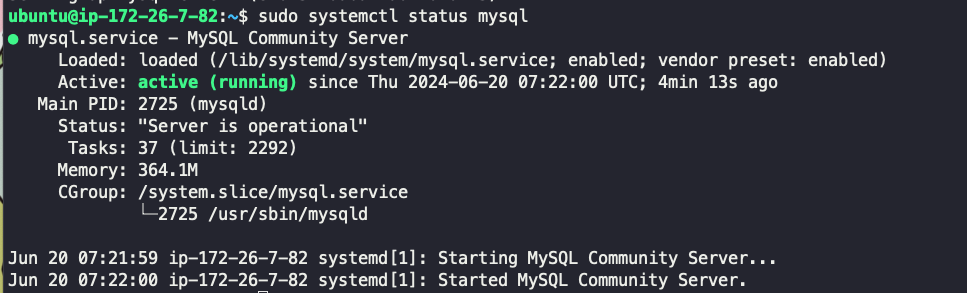 ubuntu@ip-172-26-7-82:~$ sudo systemctl status mysql
● mysql.service - MySQL Community Server
Loaded: loaded (/lib/systemd/system/mysql.service; enabled; vendor preset: enabled)
Active: active (running) since Thu 2024-06-20 07:22:00 UTC; 4min 13s ago
Main PID: 2725 (mysqld)
Status: "Server is operational"
Tasks: 37 (limit: 2292)
Memory: 364.1M
CGroup: /system.slice/mysql.service
└─2725 /usr/sbin/mysqld
Jun 20 07:21:59 ip-172-26-7-82 systemd[1]: Starting MySQL Community Server...
Jun 20 07:22:00 ip-172-26-7-82 systemd[1]: Started MySQL Community Server.